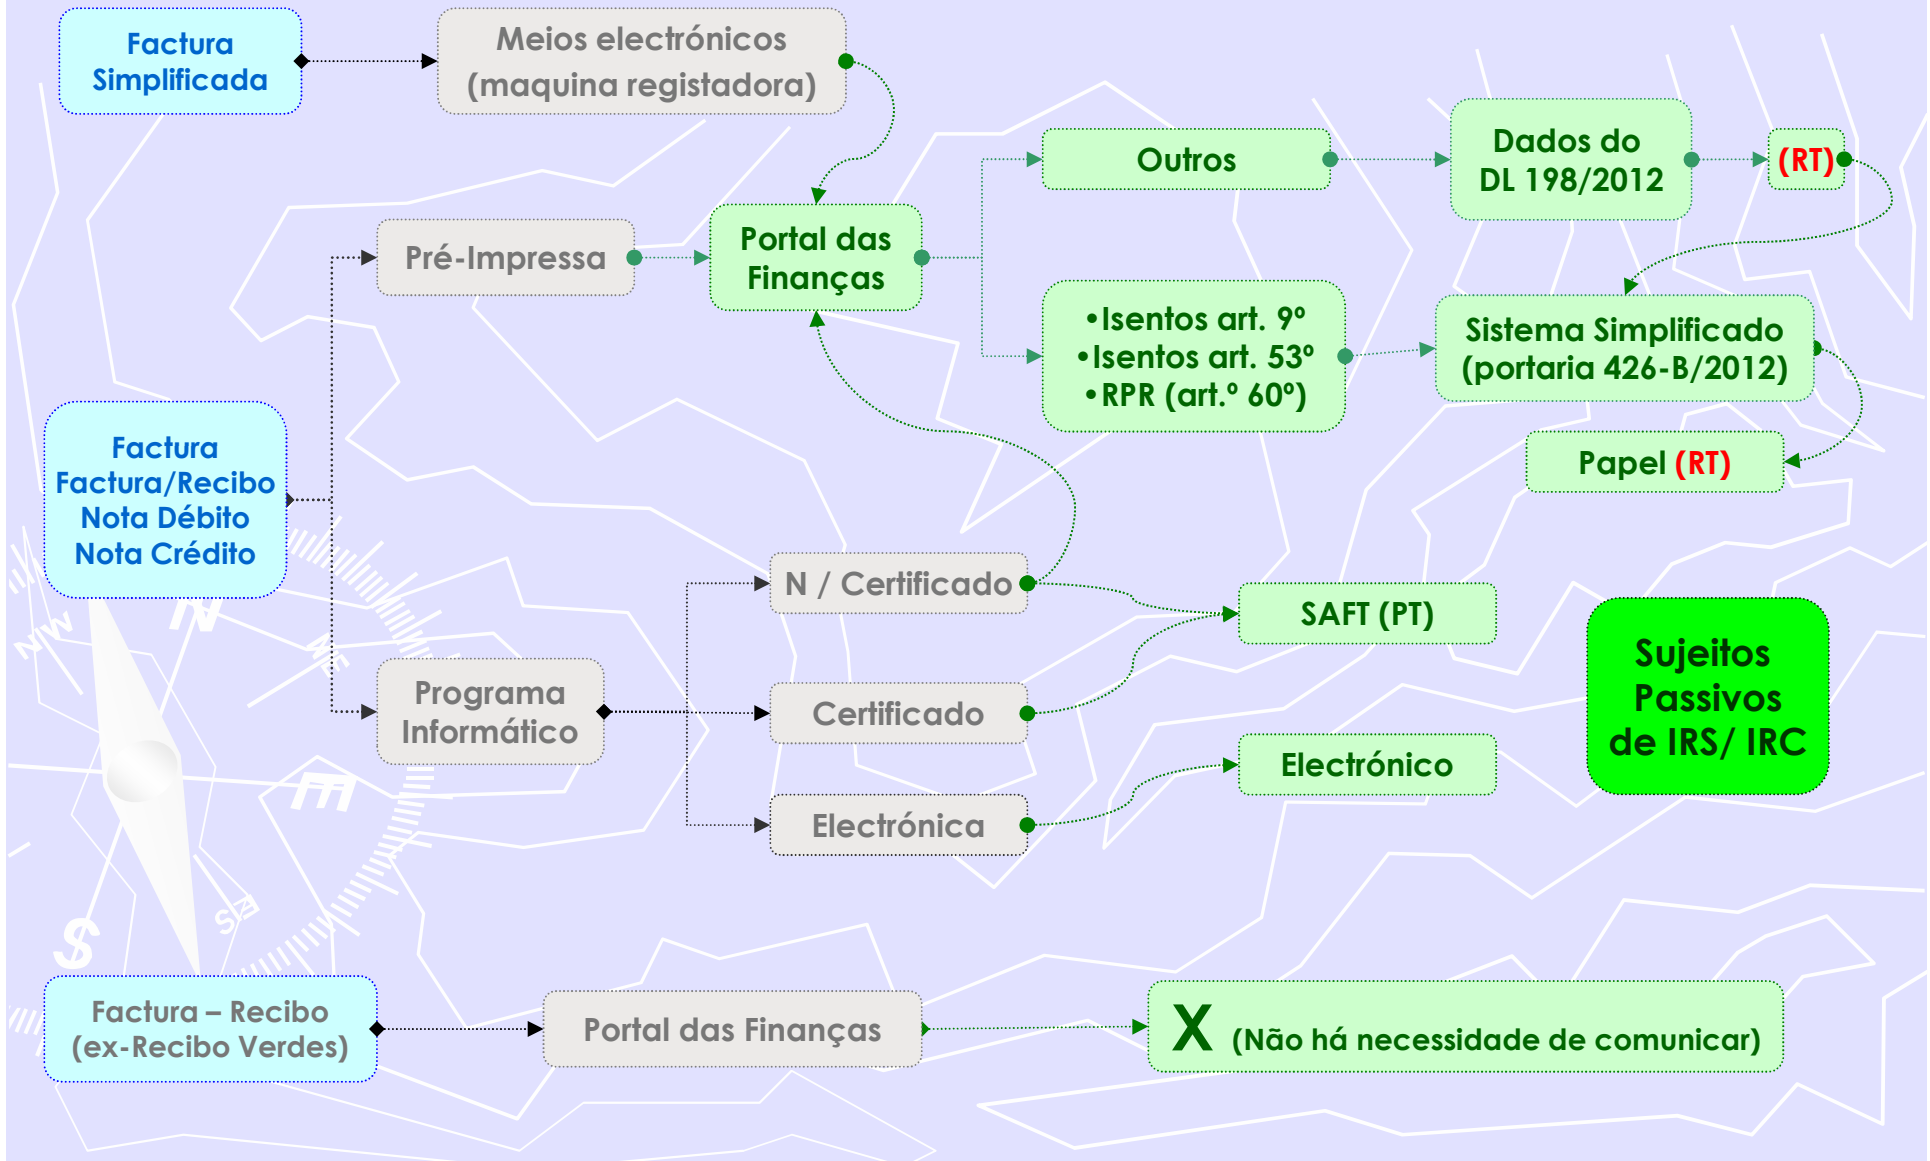 Factura
Simplificada
Meios electrónicos
(maquina registadora)
Outros
Dados do
DL 198/2012
(RT)
Pré-Impressa
Portal das
Finanças
•Isentos art. 9º
•Isentos art. 53º
•RPR (art.º 60º)
Sistema Simplificado
(portaria 426-B/2012)
Papel (RT)
Factura
Factura/Recibo
Nota Débito
Nota Crédito
N / Certificado
SAFT (PT)
Sujeitos
Passivos
de IRS/ IRC
Programa
Informático
Certificado
Electrónico
Electrónica
Factura – Recibo
(ex-Recibo Verdes)
Portal das Finanças
X (Não há necessidade de comunicar)
NW
N
NE
E
ES
S